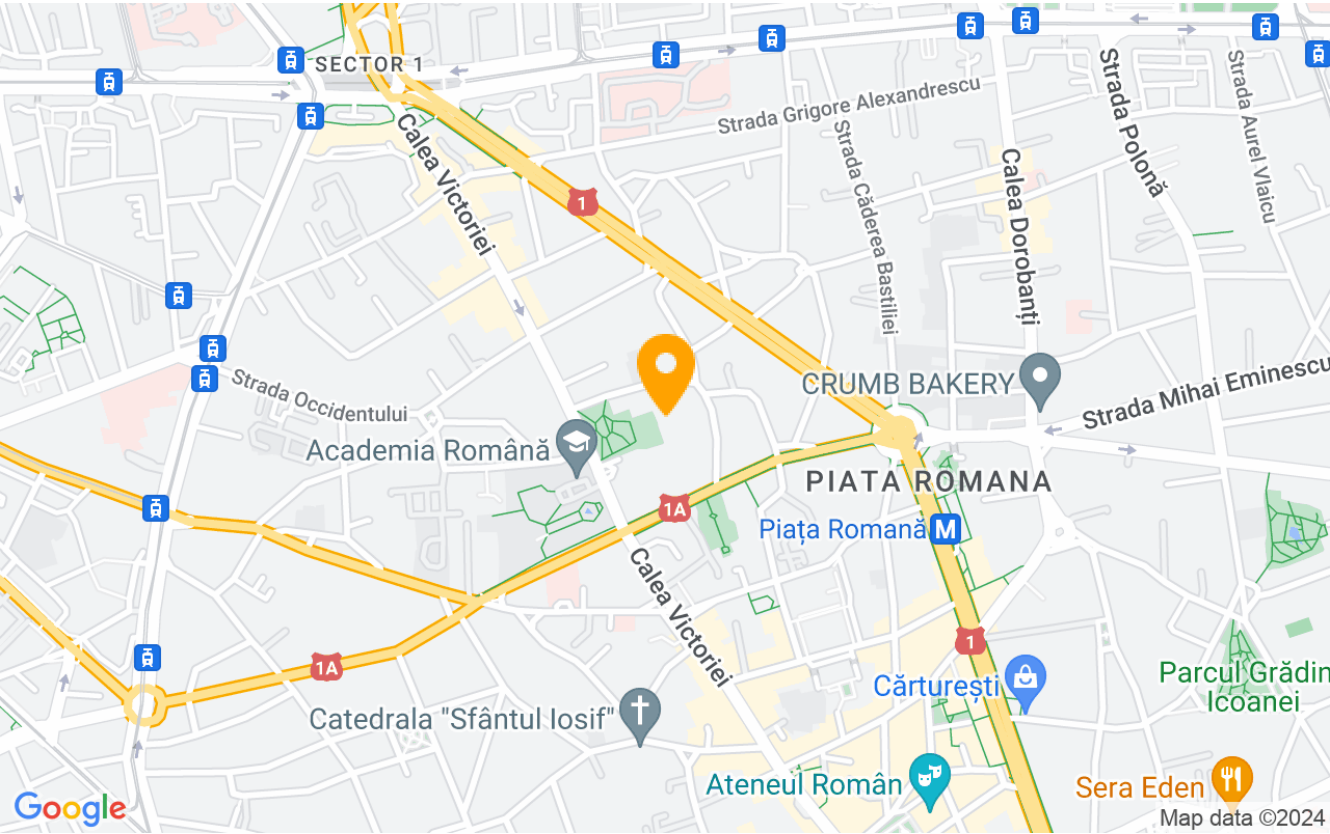 SECTOR 1
Calea Victoriei
1
Strada Grigore Alexandrescu
Strada Căderea Bastiliei
Calea Dorobanți
Strada Polonă
Strada Aurel Vlaicu
Strada Occidentului
CRUMB BAKERY
Strada Mihai Eminescu
Academia Română
PIATA ROMANA
1A
Piața Romană M
Calea Victoriei
1
1A
Cărturești
Parcul Grădin
Icoanei
Catedrala "Sfântul Iosif"
Ateneul Român
Sera Eden
Google
Map data ©2024